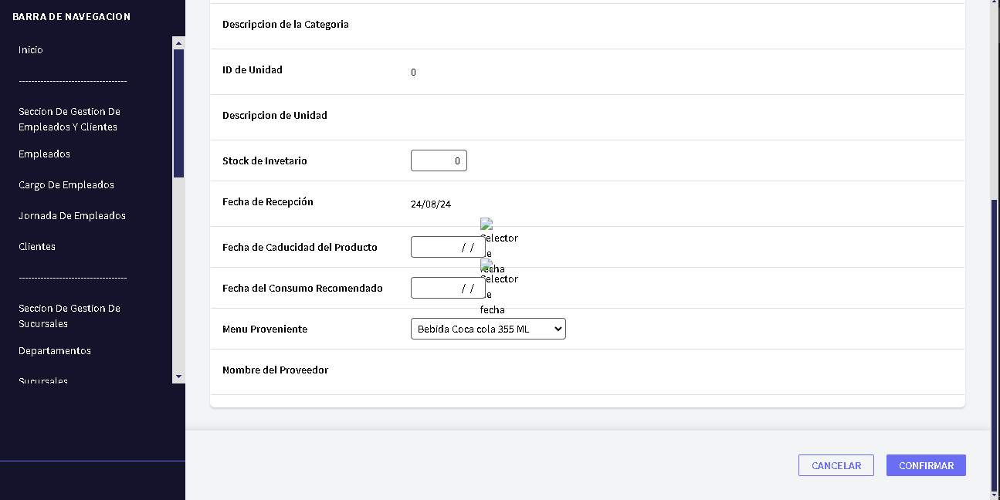 BARRA DE NAVEGACION
Inicio
-----------------------------------
Seccion De Gestion De
Empleados Y Clientes
Empleados
Cargo De Empleados
Jornada De Empleados
Clientes
-----------------------------------
Seccion De Gestion De
Sucursales
Departamentos
Sucursales
Descripcion de la Categoria
ID de Unidad 0
Descripcion de Unidad
Stock de Invetario 0
Fecha de Recepción 24/08/24
Fecha de Caducidad del Producto / /
Selector
de
fecha
Fecha del Consumo Recomendado / /
Selector
de
fecha
Menu Proveniente Bebida Coca cola 355 ML
Nombre del Proveedor
CANCELAR CONFIRMAR